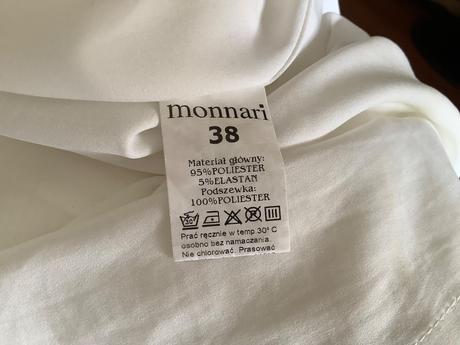 monnari
38
Materiał główny:
95%POLIESTER
5%ELASTAN
Podszewka:
100%POLIESTER
30°
Prać ręcznie w temp 30° C
osobno bez namaczania.
Nie chlorować. Prasować